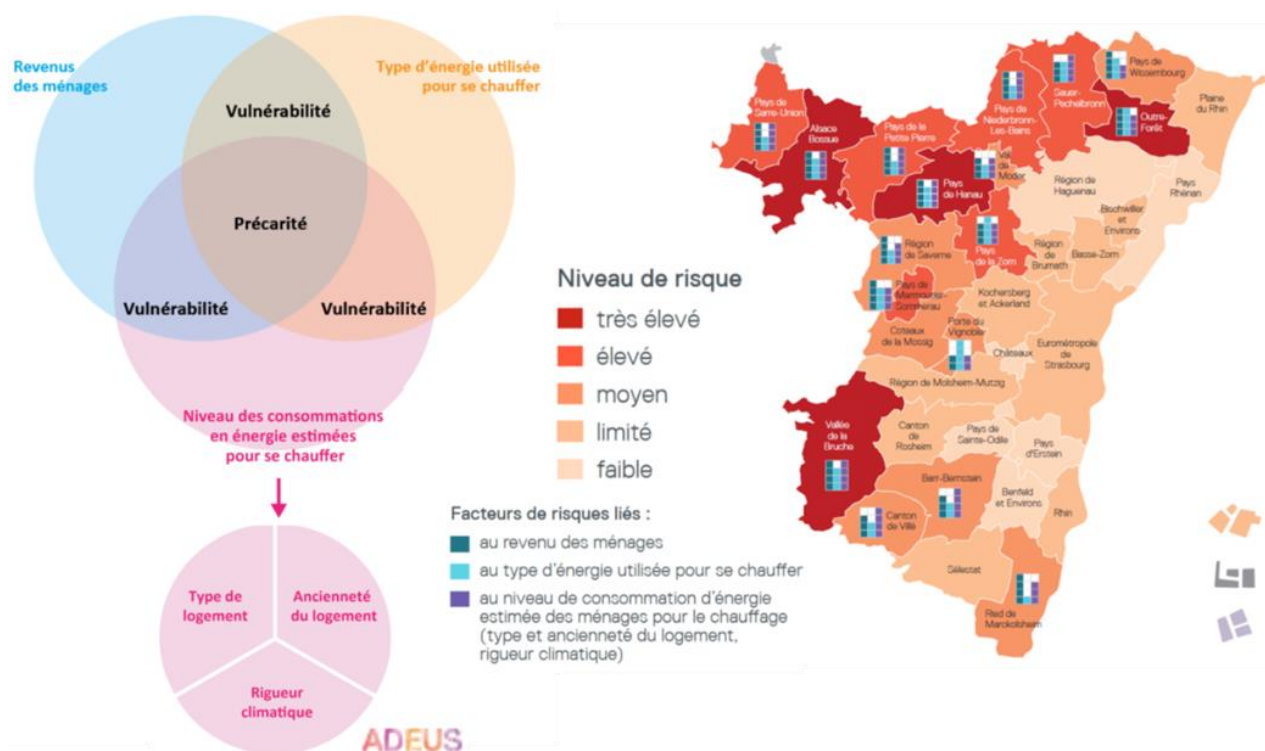 Revenus
des ménages
Type d'énergie utilisée
pour se chauffer
Vulnérabilité
Précarité
Vulnérabilité
Vulnérabilité
Niveau des consommations
en énergie estimées
pour se chauffer
Type de
logement
Ancienneté
du logement
Rigueur
climatique
ADEUS
Niveau de risque
très élevé
élevé
moyen
limité
faible
Facteurs de risques liés :
au revenu des ménages
au type d'énergie utilisée pour se chauffer
au niveau de consommation d'énergie
estimée des ménages pour le chauffage
(type et ancienneté du logement,
rigueur climatique)
Pays de
Sarre-Union
Alsace
Bossue
Pays de la
Petite Pierre
Pays de
Niederbronn-
Les-Bains
Sauer-
Pechelbronn
Pays de
Wissembourg
Outre-
Forêt
Plaine
du Rhin
Pays
de Hanau
Val
de Moder
Région de
Haguenau
Pays
Rhénan
Bischwiller
et Environs
Région
de Saverne
Pays
de la Zorn
Région
de
Brumath
Basse-Zorn
Pays de
Marmoutier-
Sommerau
Kochersberg
et Ackerland
Coteaux
de la Mossig
Porte du
Vignoble
Châteaux
Eurométropole
de
Strasbourg
Région de Molsheim-Mutzig
Vallée
de la
Bruche
Canton
de
Rosheim
Pays de
Sainte-Odile
Pays
d'Erstein
Barr-Bernstein
Benfeld
et Environs
Rhin
Canton
de Villé
Sélestat
Ried de
Marckolsheim